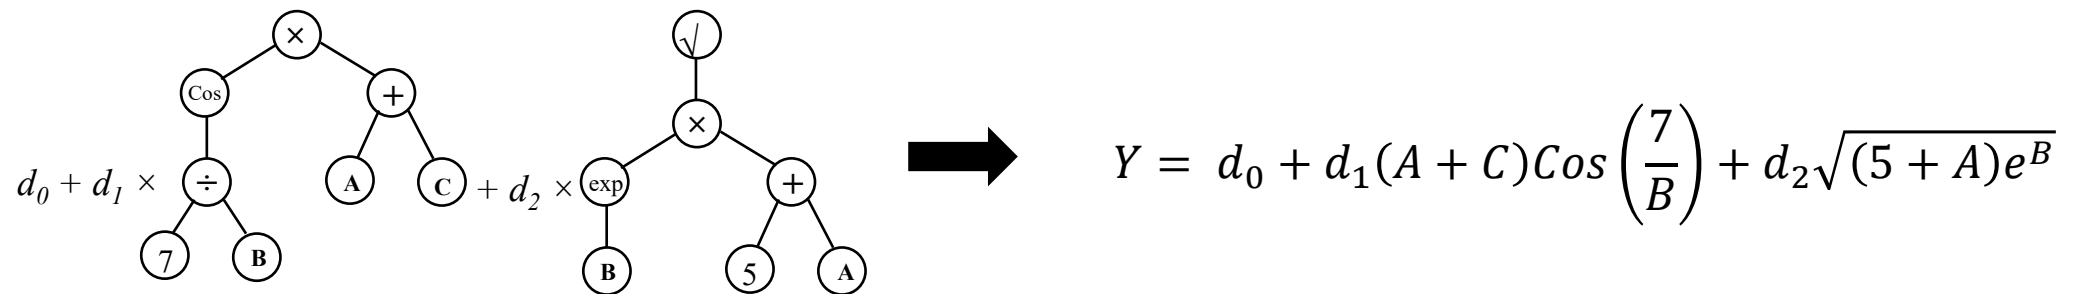 ×
√
Cos
+
×
d₀ + d₁ ×
÷
A
C
+ d₂ ×
exp
+
7
B
B
5
A
Y = d₀ + d₁(A + C)Cos(7/B) + d₂√((5 + A)e^B)